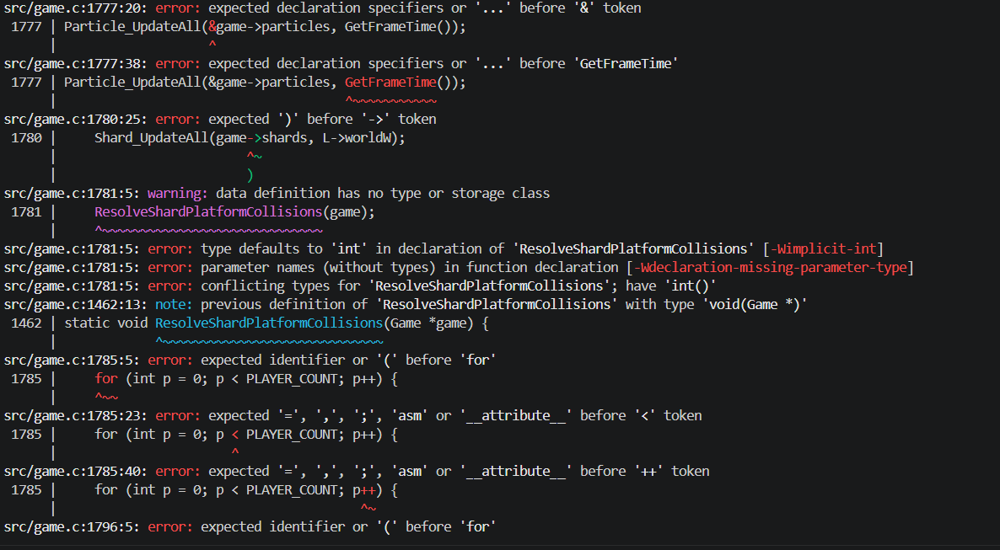 src/game.c:1777:20: error: expected declaration specifiers or '...' before '&' token
 1777 | Particle_UpdateAll(&game->particles, GetFrameTime());
      |                    ^
src/game.c:1777:38: error: expected declaration specifiers or '...' before 'GetFrameTime'
 1777 | Particle_UpdateAll(&game->particles, GetFrameTime());
      |                                      ^~~~~~~~~~~~
src/game.c:1780:25: error: expected ')' before '->' token
 1780 |     Shard_UpdateAll(game->shards, L->worldW);
      |                         ^~
      |                         )
src/game.c:1781:5: warning: data definition has no type or storage class
 1781 |     ResolveShardPlatformCollisions(game);
      |     ^~~~~~~~~~~~~~~~~~~~~~~~~~~~~~
src/game.c:1781:5: error: type defaults to 'int' in declaration of 'ResolveShardPlatformCollisions' [-Wimplicit-int]
src/game.c:1781:5: error: parameter names (without types) in function declaration [-Wdeclaration-missing-parameter-type]
src/game.c:1781:5: error: conflicting types for 'ResolveShardPlatformCollisions'; have 'int()'
src/game.c:1462:13: note: previous definition of 'ResolveShardPlatformCollisions' with type 'void(Game *)'
 1462 | static void ResolveShardPlatformCollisions(Game *game) {
      |             ^~~~~~~~~~~~~~~~~~~~~~~~~~~~~~
src/game.c:1785:5: error: expected identifier or '(' before 'for'
 1785 |     for (int p = 0; p < PLAYER_COUNT; p++) {
      |     ^~~
src/game.c:1785:23: error: expected '=', ',', ';', 'asm' or '__attribute__' before '<' token
 1785 |     for (int p = 0; p < PLAYER_COUNT; p++) {
      |                       ^
src/game.c:1785:40: error: expected '=', ',', ';', 'asm' or '__attribute__' before '++' token
 1785 |     for (int p = 0; p < PLAYER_COUNT; p++) {
      |                                        ^~
src/game.c:1796:5: error: expected identifier or '(' before 'for'